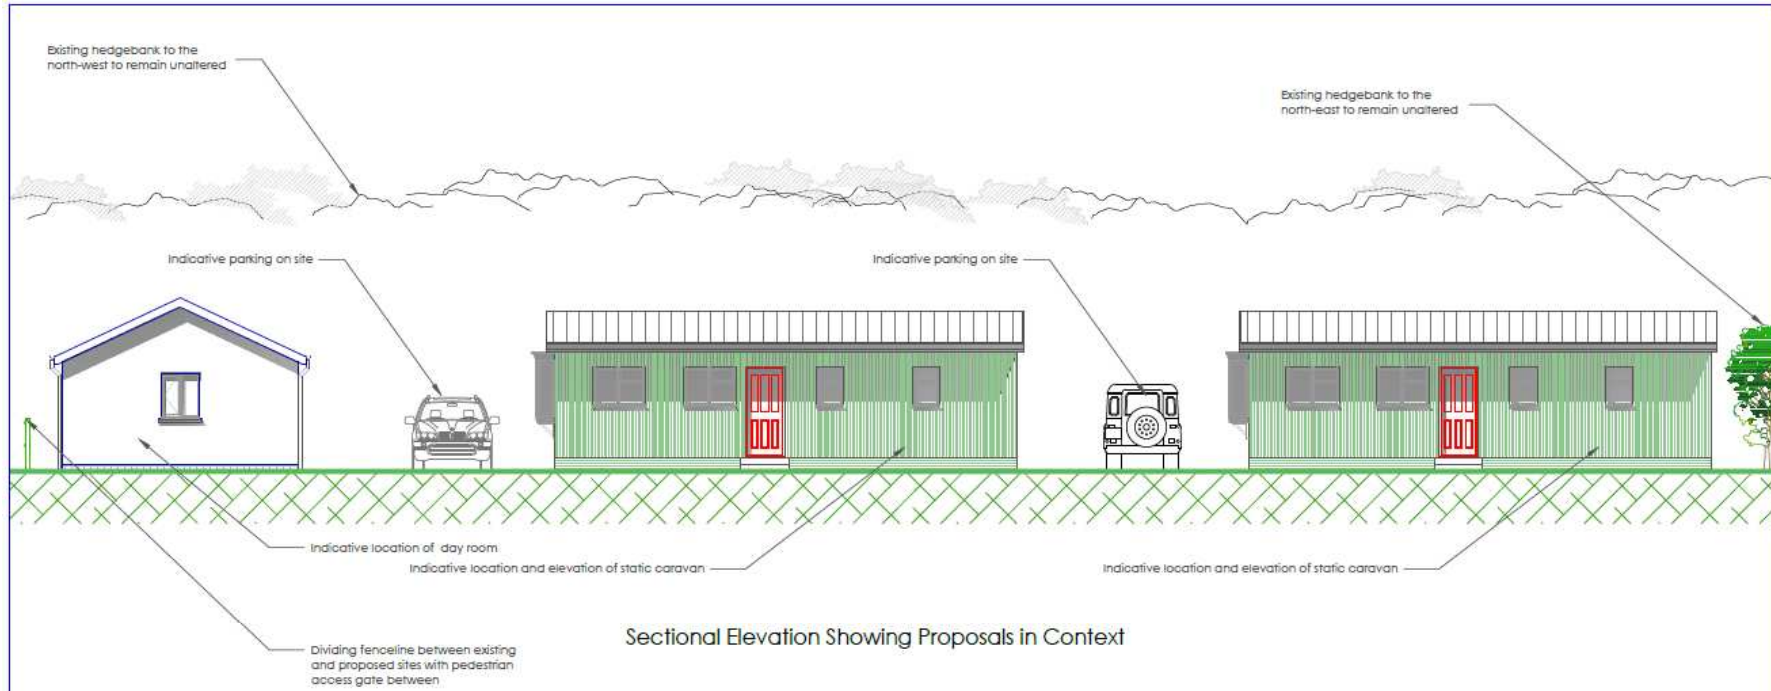 Existing hedgebank to the
north-west to remain unaltered
Existing hedgebank to the
north-east to remain unaltered
Indicative parking on site
Indicative parking on site
Indicative location of day room
Indicative location and elevation of static caravan
Indicative location and elevation of static caravan
Sectional Elevation Showing Proposals in Context
Dividing fenceline between existing
and proposed sites with pedestrian
access gate between